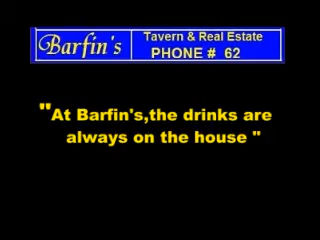 Barfin's
Tavern & Real Estate
PHONE # 62
"At Barfin's,the drinks are
always on the house "